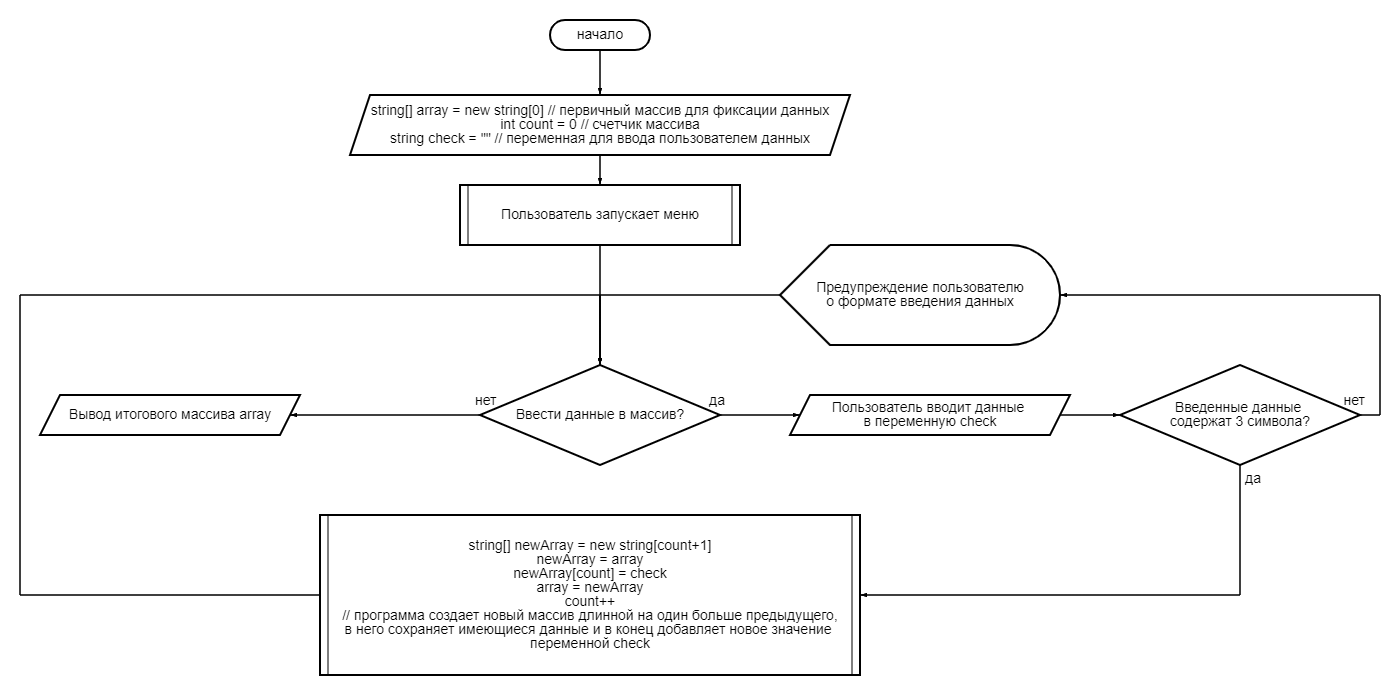 начало
string[] array = new string[0] // первичный массив для фиксации данных
int count = 0 // счетчик массива
string check = "" // переменная для ввода пользователем данных
Пользователь запускает меню
Предупреждение пользователю
о формате введения данных
Вывод итогового массива array
нет
Ввести данные в массив?
да
Пользователь вводит данные
в переменную check
Введенные данные
содержат 3 символа?
нет
да
string[] newArray = new string[count+1]
newArray = array
newArray[count] = check
array = newArray
count++
// программа создает новый массив длинной на один больше предыдущего,
в него сохраняет имеющиеся данные и в конец добавляет новое значение
переменной check